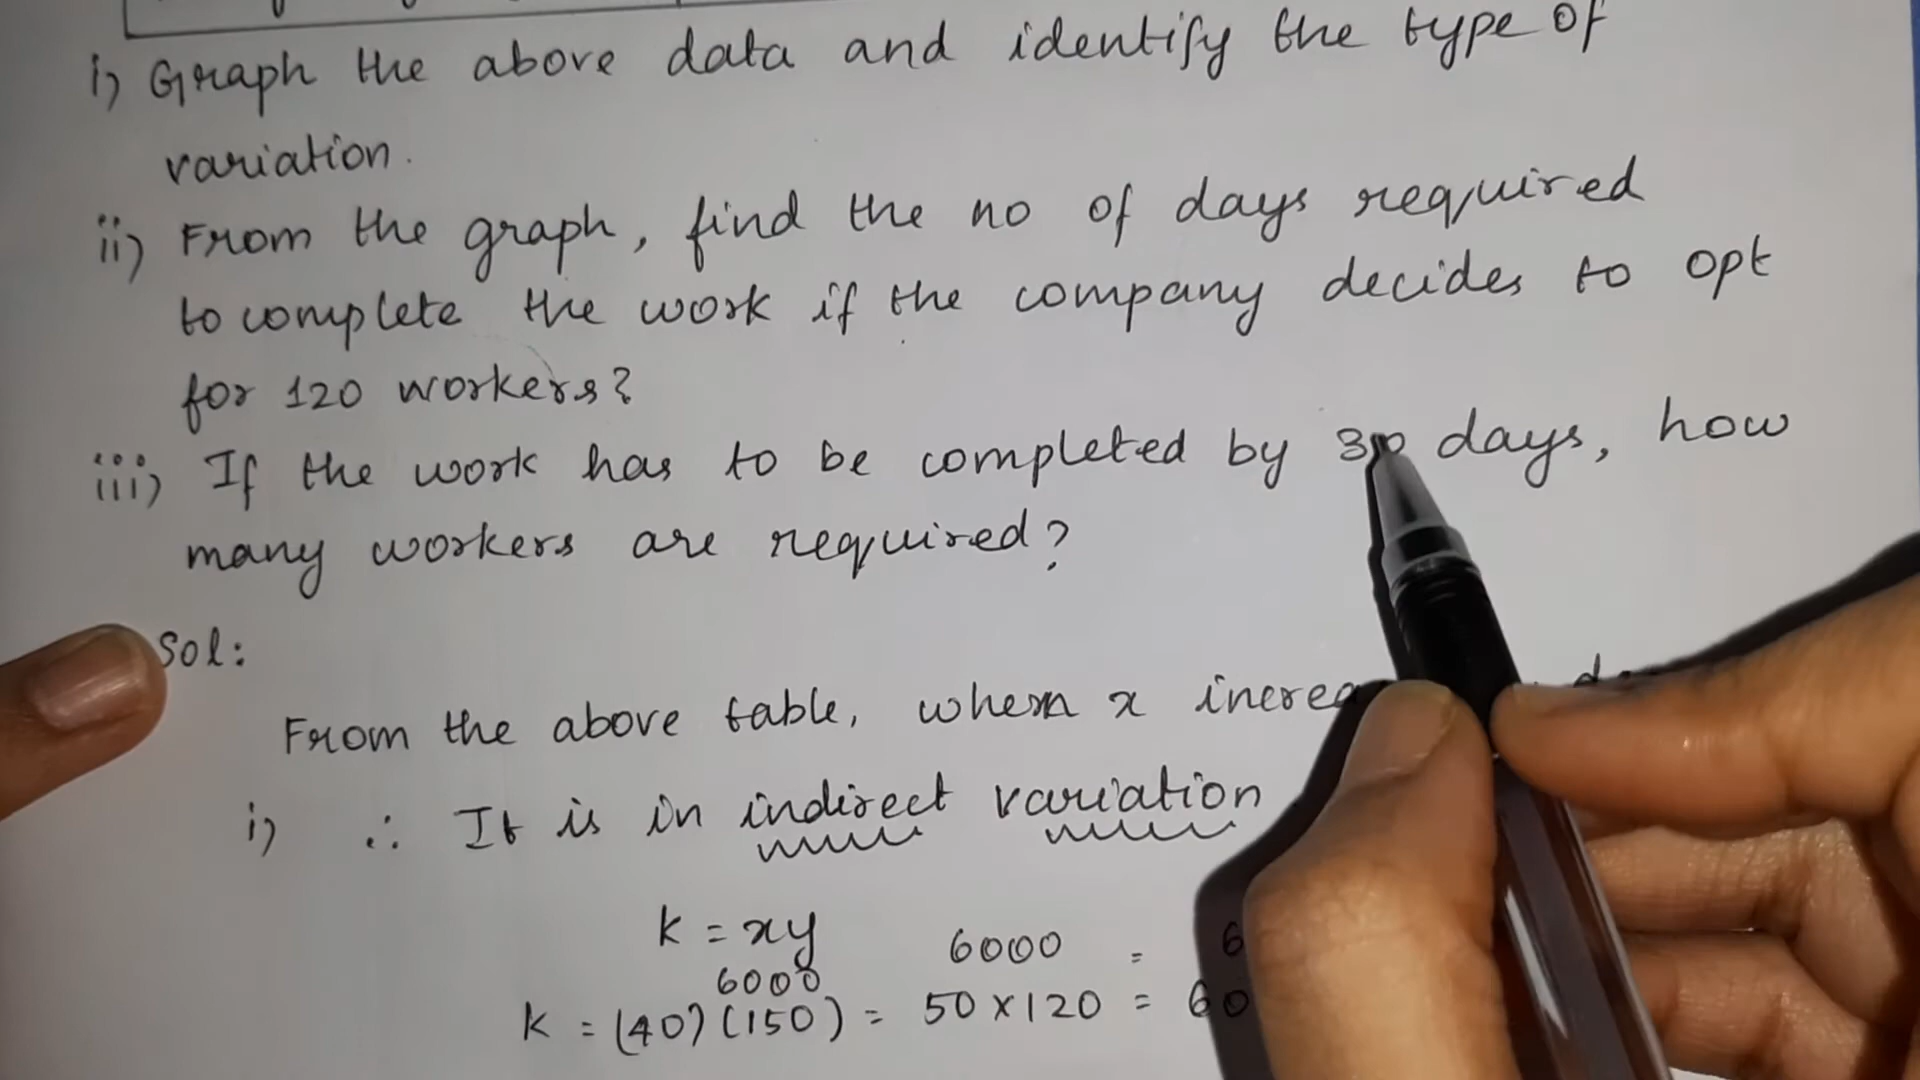 i) Graph the above data and identify the type of
variation.
ii) From the graph, find the no of days required
to complete the work if the company decides to opt
for 120 workers?
iii) If the work has to be completed by 30 days, how
many workers are required?
Sol:
From the above table, when x
i) ∴ It is in indirect variation
k = xy 6000 =
6000
k = (40) (150) = 50 x 120 =